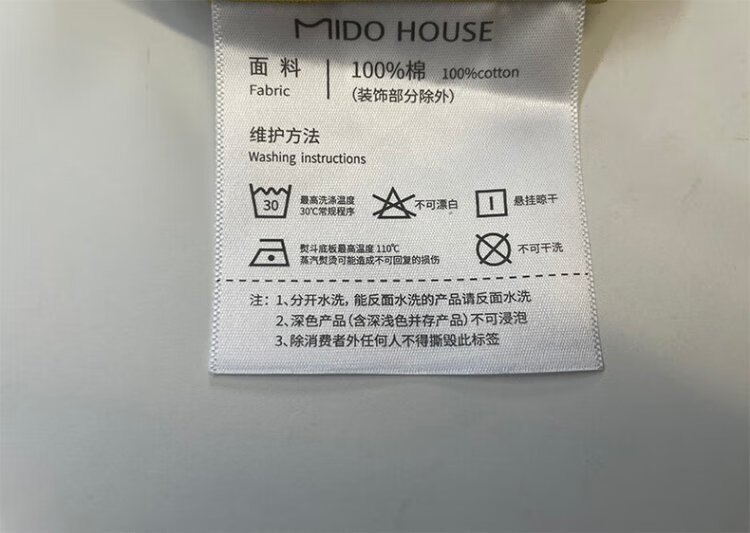 MIDO HOUSE
面 料 100%棉 100%cotton
Fabric (装饰部分除外)
维护方法
Washing instructions
30 最高洗涤温度 30℃常规程序 不可漂白 悬挂晾干
熨斗底板最高温度 110℃ 蒸汽熨烫可能造成不可回复的损伤 不可干洗
注：1、分开水洗，能反面水洗的产品请反面水洗
2、深色产品(含深浅色并存产品)不可浸泡
3、除消费者外任何人不得撕毁此标签